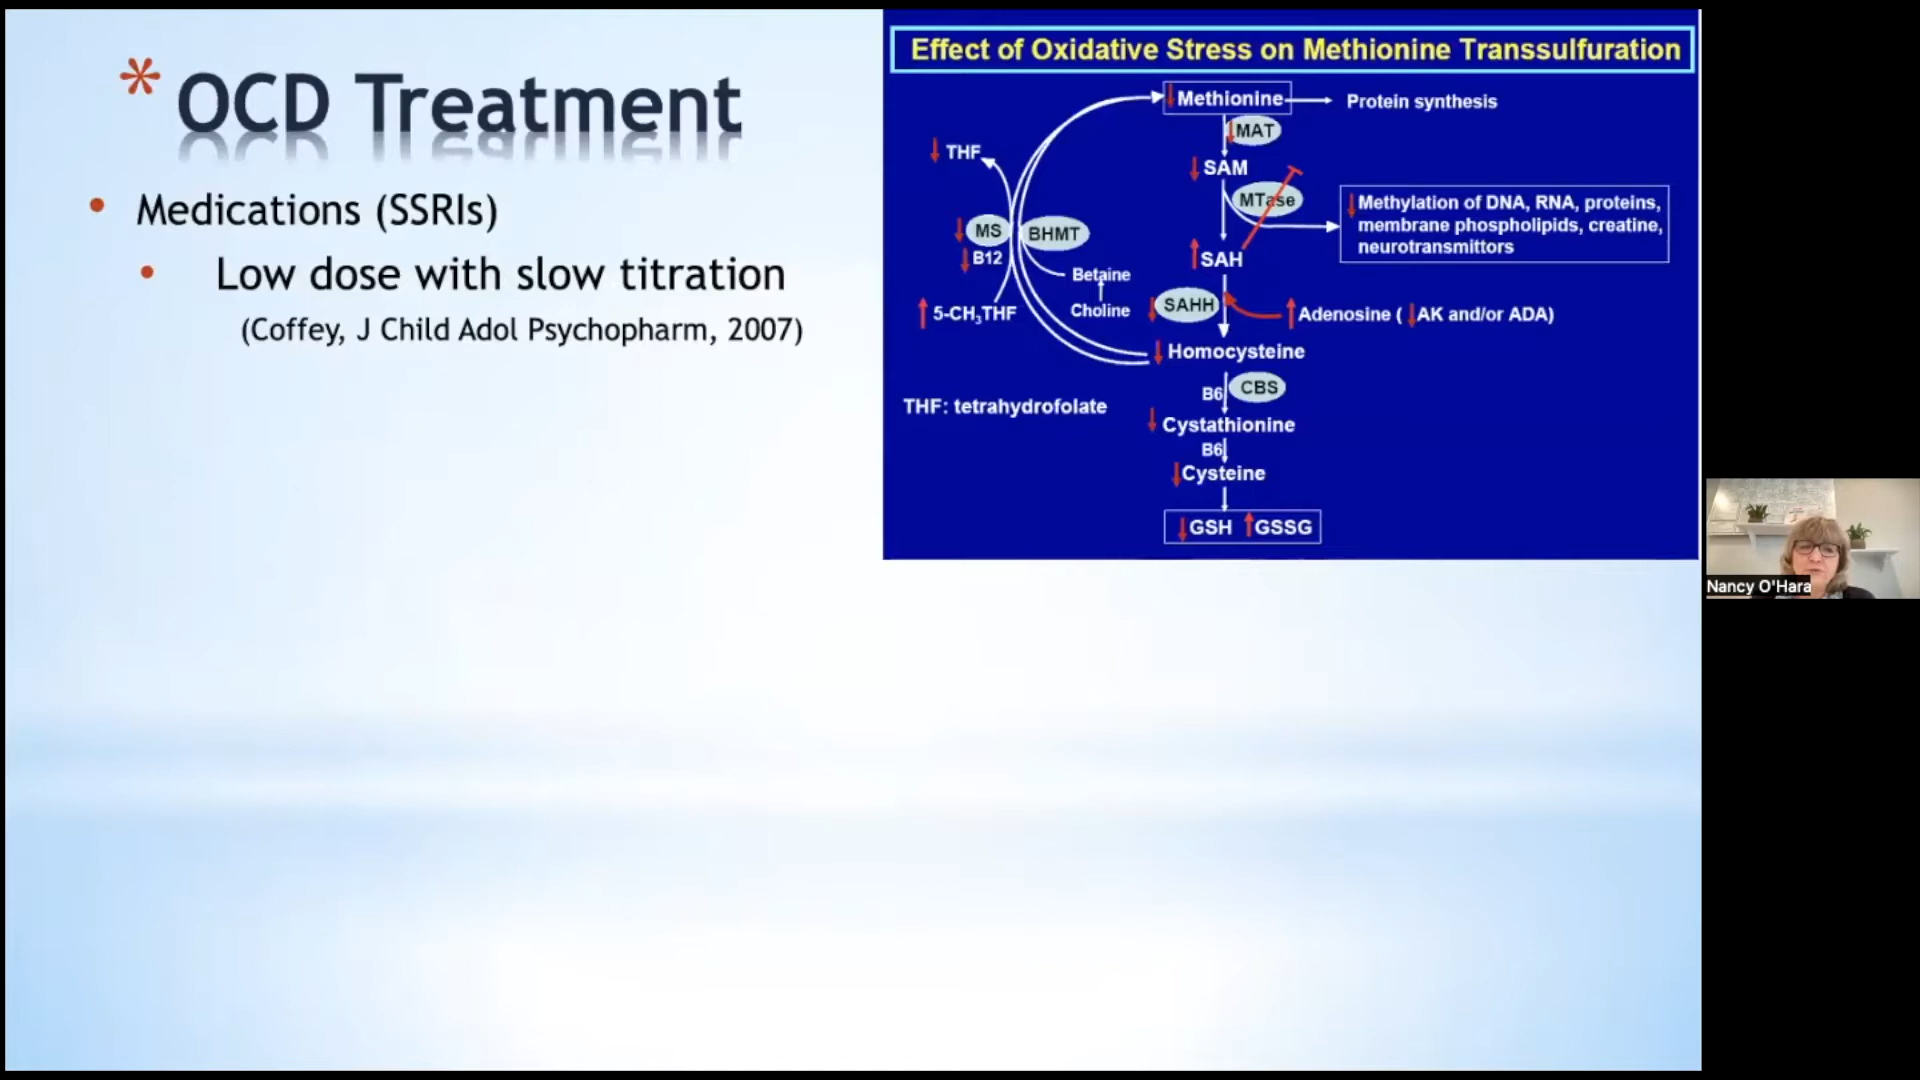 * OCD Treatment
• Medications (SSRIs)
• Low dose with slow titration
(Coffey, J Child Adol Psychopharm, 2007)
Effect of Oxidative Stress on Methionine Transsulfuration
↓Methionine → Protein synthesis
↓MAT
↓THF
↓SAM
MTase
↓Methylation of DNA, RNA, proteins,
membrane phospholipids, creatine,
neurotransmittors
↓MS
BHMT
↓B12
↑SAH
Betaine
Choline
↑5-CH₃THF
↓SAHH
↑Adenosine (↓AK and/or ADA)
↓Homocysteine
B6
CBS
THF: tetrahydrofolate
↓Cystathionine
B6
↓Cysteine
↓GSH ↑GSSG
Nancy O'Hara